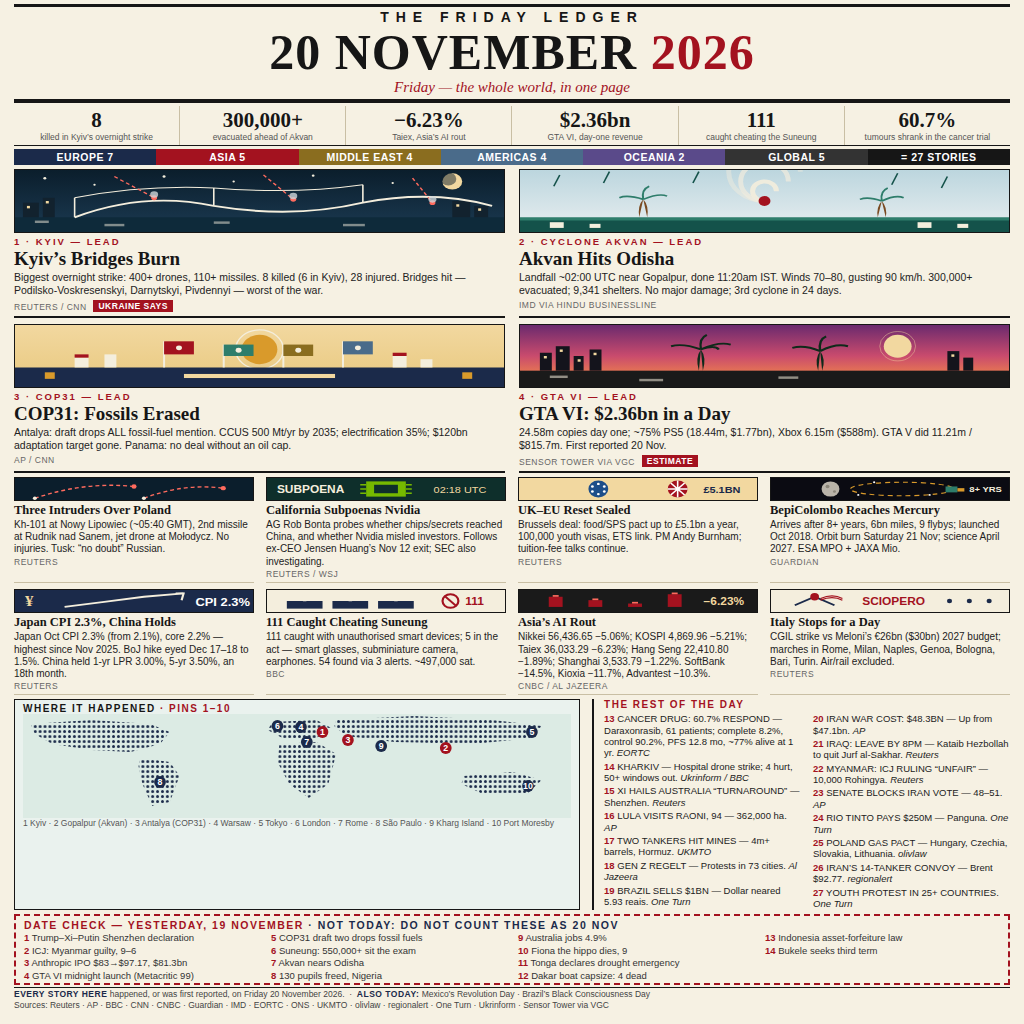 THE FRIDAY LEDGER
20 NOVEMBER 2026
Friday — the whole world, in one page
8
killed in Kyiv's overnight strike
300,000+
evacuated ahead of Akvan
−6.23%
Taiex, Asia's AI rout
$2.36bn
GTA VI, day-one revenue
111
caught cheating the Suneung
60.7%
tumours shrank in the cancer trial
EUROPE 7
ASIA 5
MIDDLE EAST 4
AMERICAS 4
OCEANIA 2
GLOBAL 5
= 27 STORIES
1 · KYIV — LEAD
Kyiv's Bridges Burn
Biggest overnight strike: 400+ drones, 110+ missiles. 8 killed (6 in Kyiv), 28 injured. Bridges hit —
Podilsko-Voskresenskyi, Darnytskyi, Pivdennyi — worst of the war.
REUTERS / CNN UKRAINE SAYS
2 · CYCLONE AKVAN — LEAD
Akvan Hits Odisha
Landfall ~02:00 UTC near Gopalpur, done 11:20am IST. Winds 70–80, gusting 90 km/h. 300,000+
evacuated; 9,341 shelters. No major damage; 3rd cyclone in 24 days.
IMD VIA HINDU BUSINESSLINE
3 · COP31 — LEAD
COP31: Fossils Erased
Antalya: draft drops ALL fossil-fuel mention. CCUS 500 Mt/yr by 2035; electrification 35%; $120bn
adaptation target gone. Panama: no deal without an oil cap.
AP / CNN
4 · GTA VI — LEAD
GTA VI: $2.36bn in a Day
24.58m copies day one; ~75% PS5 (18.44m, $1.77bn), Xbox 6.15m ($588m). GTA V did 11.21m /
$815.7m. First reported 20 Nov.
SENSOR TOWER VIA VGC ESTIMATE
Three Intruders Over Poland
Kh-101 at Nowy Lipowiec (~05:40 GMT), 2nd missile
at Rudnik nad Sanem, jet drone at Mołodycz. No
injuries. Tusk: "no doubt" Russian.
REUTERS
SUBPOENA
02:18 UTC
California Subpoenas Nvidia
AG Rob Bonta probes whether chips/secrets reached
China, and whether Nvidia misled investors. Follows
ex-CEO Jensen Huang's Nov 12 exit; SEC also
investigating.
REUTERS / WSJ
£5.1BN
UK–EU Reset Sealed
Brussels deal: food/SPS pact up to £5.1bn a year,
100,000 youth visas, ETS link. PM Andy Burnham;
tuition-fee talks continue.
REUTERS
8+ YRS
BepiColombo Reaches Mercury
Arrives after 8+ years, 6bn miles, 9 flybys; launched
Oct 2018. Orbit burn Saturday 21 Nov; science April
2027. ESA MPO + JAXA Mio.
GUARDIAN
¥
CPI 2.3%
Japan CPI 2.3%, China Holds
Japan Oct CPI 2.3% (from 2.1%), core 2.2% —
highest since Nov 2025. BoJ hike eyed Dec 17–18 to
1.5%. China held 1-yr LPR 3.00%, 5-yr 3.50%, an
18th month.
REUTERS
111
111 Caught Cheating Suneung
111 caught with unauthorised smart devices; 5 in the
act — smart glasses, subminiature camera,
earphones. 54 found via 3 alerts. ~497,000 sat.
BBC
−6.23%
Asia's AI Rout
Nikkei 56,436.65 −5.06%; KOSPI 4,869.96 −5.21%;
Taiex 36,033.29 −6.23%; Hang Seng 22,410.80
−1.89%; Shanghai 3,533.79 −1.22%. SoftBank
−14.5%, Kioxia −11.7%, Advantest −10.3%.
CNBC / AL JAZEERA
SCIOPERO
Italy Stops for a Day
CGIL strike vs Meloni's €26bn ($30bn) 2027 budget;
marches in Rome, Milan, Naples, Genoa, Bologna,
Bari, Turin. Air/rail excluded.
REUTERS
WHERE IT HAPPENED · PINS 1–10
6
4
1
7
3
9
2
5
8
10
1 Kyiv · 2 Gopalpur (Akvan) · 3 Antalya (COP31) · 4 Warsaw · 5 Tokyo · 6 London · 7 Rome · 8 São Paulo · 9 Kharg Island · 10 Port Moresby
THE REST OF THE DAY
13 CANCER DRUG: 60.7% RESPOND —
Daraxonrasib, 61 patients; complete 8.2%,
control 90.2%, PFS 12.8 mo, ~77% alive at 1
yr. EORTC
14 KHARKIV — Hospital drone strike; 4 hurt,
50+ windows out. Ukrinform / BBC
15 XI HAILS AUSTRALIA "TURNAROUND" —
Shenzhen. Reuters
16 LULA VISITS RAONI, 94 — 362,000 ha.
AP
17 TWO TANKERS HIT MINES — 4m+
barrels, Hormuz. UKMTO
18 GEN Z REGELT — Protests in 73 cities. Al
Jazeera
19 BRAZIL SELLS $1BN — Dollar neared
5.93 reais. One Turn
20 IRAN WAR COST: $48.3BN — Up from
$47.1bn. AP
21 IRAQ: LEAVE BY 8PM — Kataib Hezbollah
to quit Jurf al-Sakhar. Reuters
22 MYANMAR: ICJ RULING "UNFAIR" —
10,000 Rohingya. Reuters
23 SENATE BLOCKS IRAN VOTE — 48–51.
AP
24 RIO TINTO PAYS $250M — Panguna. One
Turn
25 POLAND GAS PACT — Hungary, Czechia,
Slovakia, Lithuania. olivlaw
26 IRAN'S 14-TANKER CONVOY — Brent
$92.77. regionalert
27 YOUTH PROTEST IN 25+ COUNTRIES.
One Turn
DATE CHECK — YESTERDAY, 19 NOVEMBER · NOT TODAY: DO NOT COUNT THESE AS 20 NOV
1 Trump–Xi–Putin Shenzhen declaration
2 ICJ: Myanmar guilty, 9–6
3 Anthropic IPO $83→$97.17, $81.3bn
4 GTA VI midnight launch (Metacritic 99)
5 COP31 draft two drops fossil fuels
6 Suneung: 550,000+ sit the exam
7 Akvan nears Odisha
8 130 pupils freed, Nigeria
9 Australia jobs 4.9%
10 Fiona the hippo dies, 9
11 Tonga declares drought emergency
12 Dakar boat capsize: 4 dead
13 Indonesia asset-forfeiture law
14 Bukele seeks third term
EVERY STORY HERE happened, or was first reported, on Friday 20 November 2026. · ALSO TODAY: Mexico's Revolution Day · Brazil's Black Consciousness Day
Sources: Reuters · AP · BBC · CNN · CNBC · Guardian · IMD · EORTC · ONS · UKMTO · olivlaw · regionalert · One Turn · Ukrinform · Sensor Tower via VGC